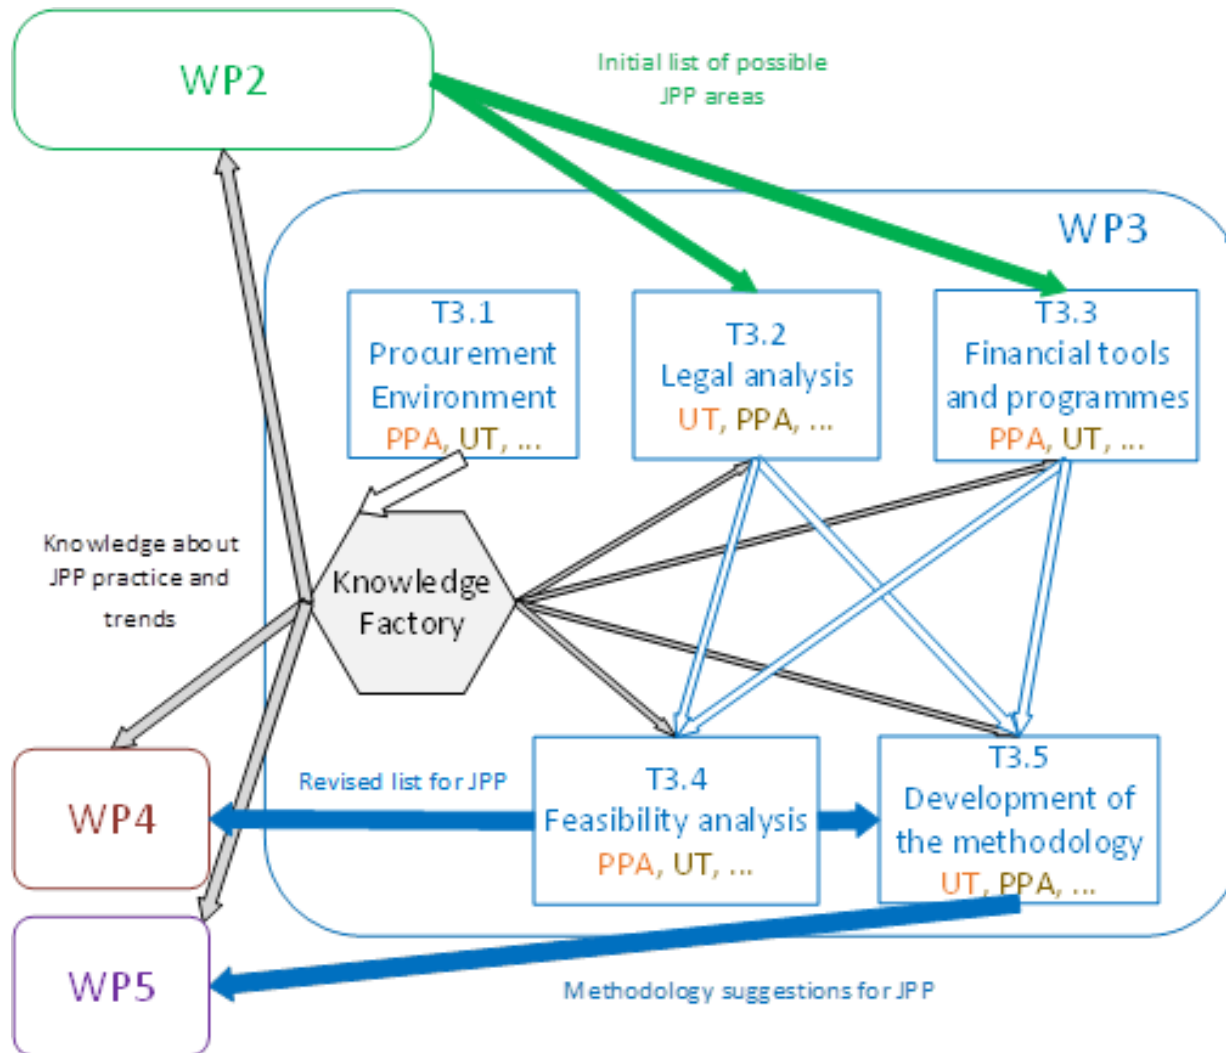 WP2
Initial list of possible
JPP areas
WP3
T3.1
Procurement
Environment
PPA, UT, ...
T3.2
Legal analysis
UT, PPA, ...
T3.3
Financial tools
and programmes
PPA, UT, ...
Knowledge about
JPP practice and
trends
Knowledge
Factory
WP4
Revised list for JPP
T3.4
Feasibility analysis
PPA, UT, ...
T3.5
Development of
the methodology
UT, PPA, ...
WP5
Methodology suggestions for JPP